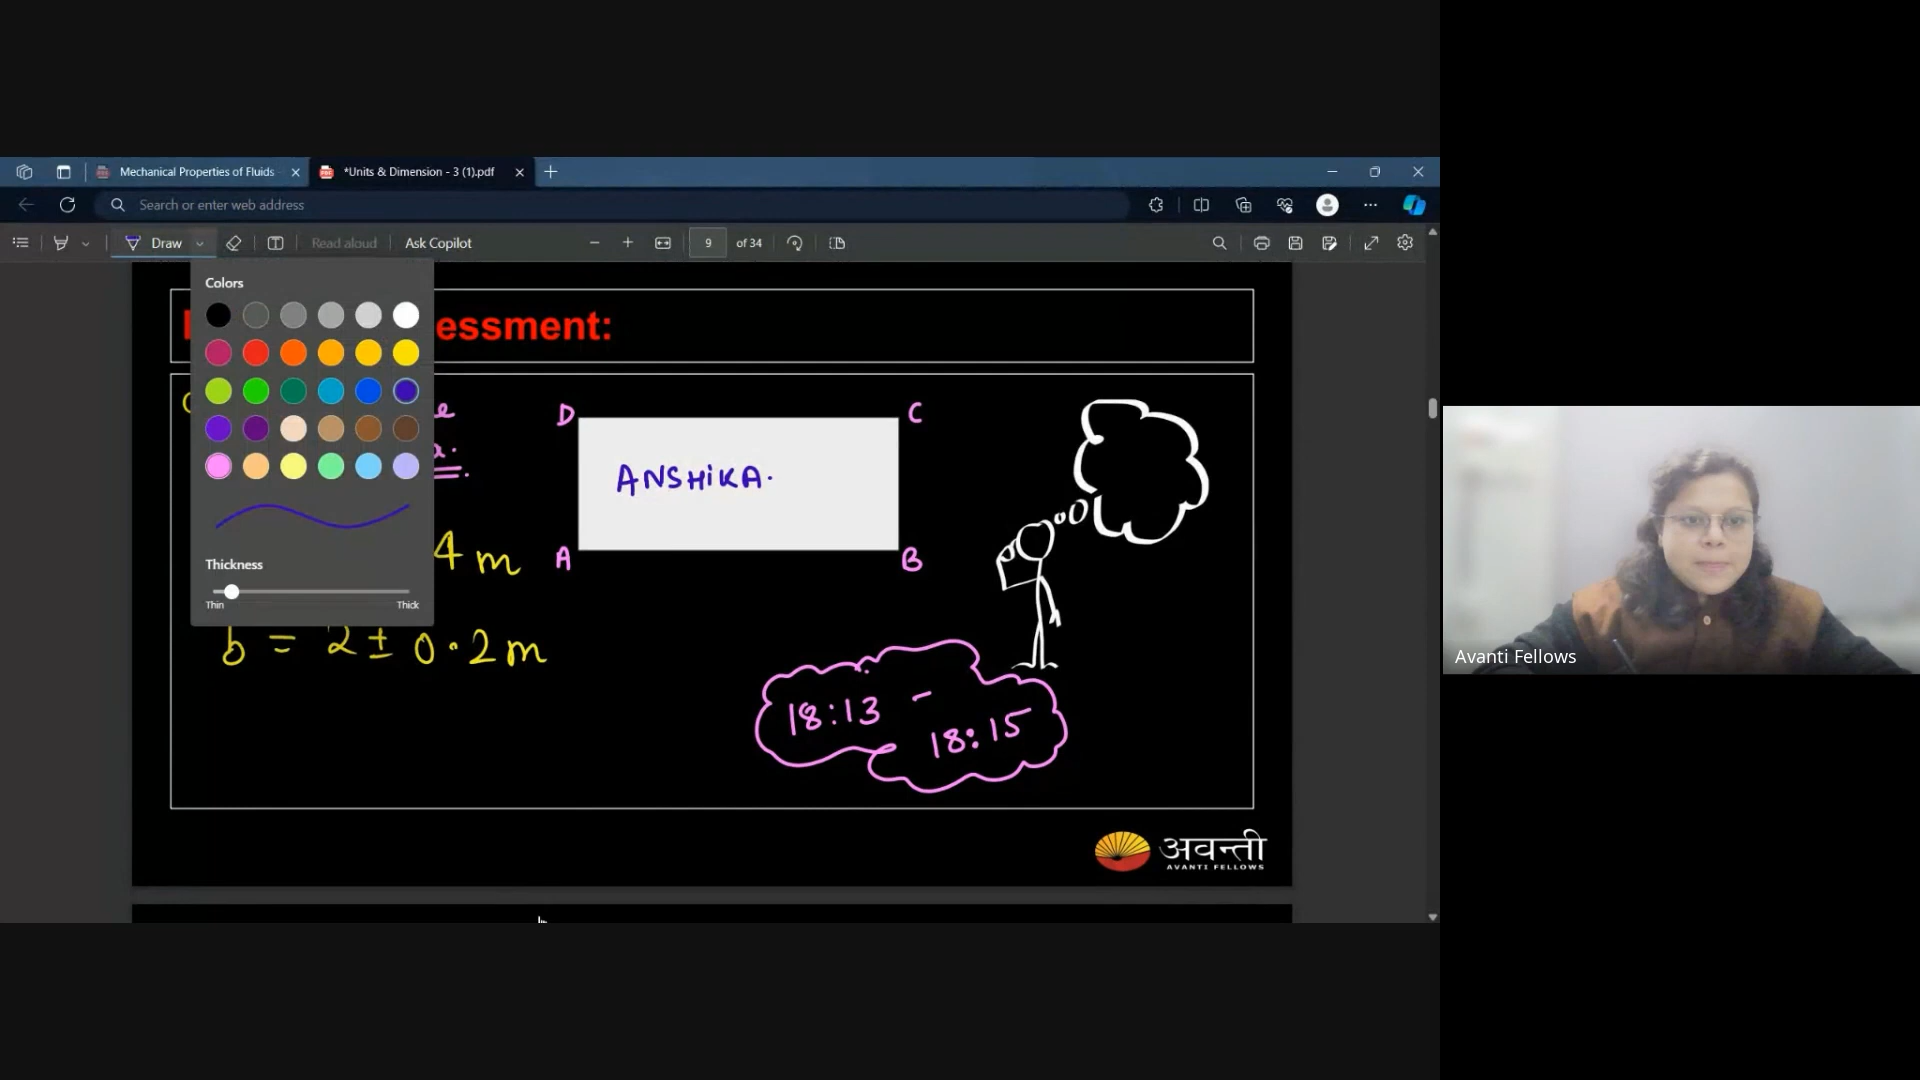 Mechanical Properties of Fluids
*Units & Dimension - 3 (1).pdf
Search or enter web address
Draw
Read aloud
Ask Copilot
9 of 34
Colors
essment:
D
C
ANSHiKA.
A
B
4 m
b = 2 ± 0.2 m
Thickness
Thin
Thick
18:13 -
18:15
अवन्ती
AVANTI FELLOWS
Avanti Fellows